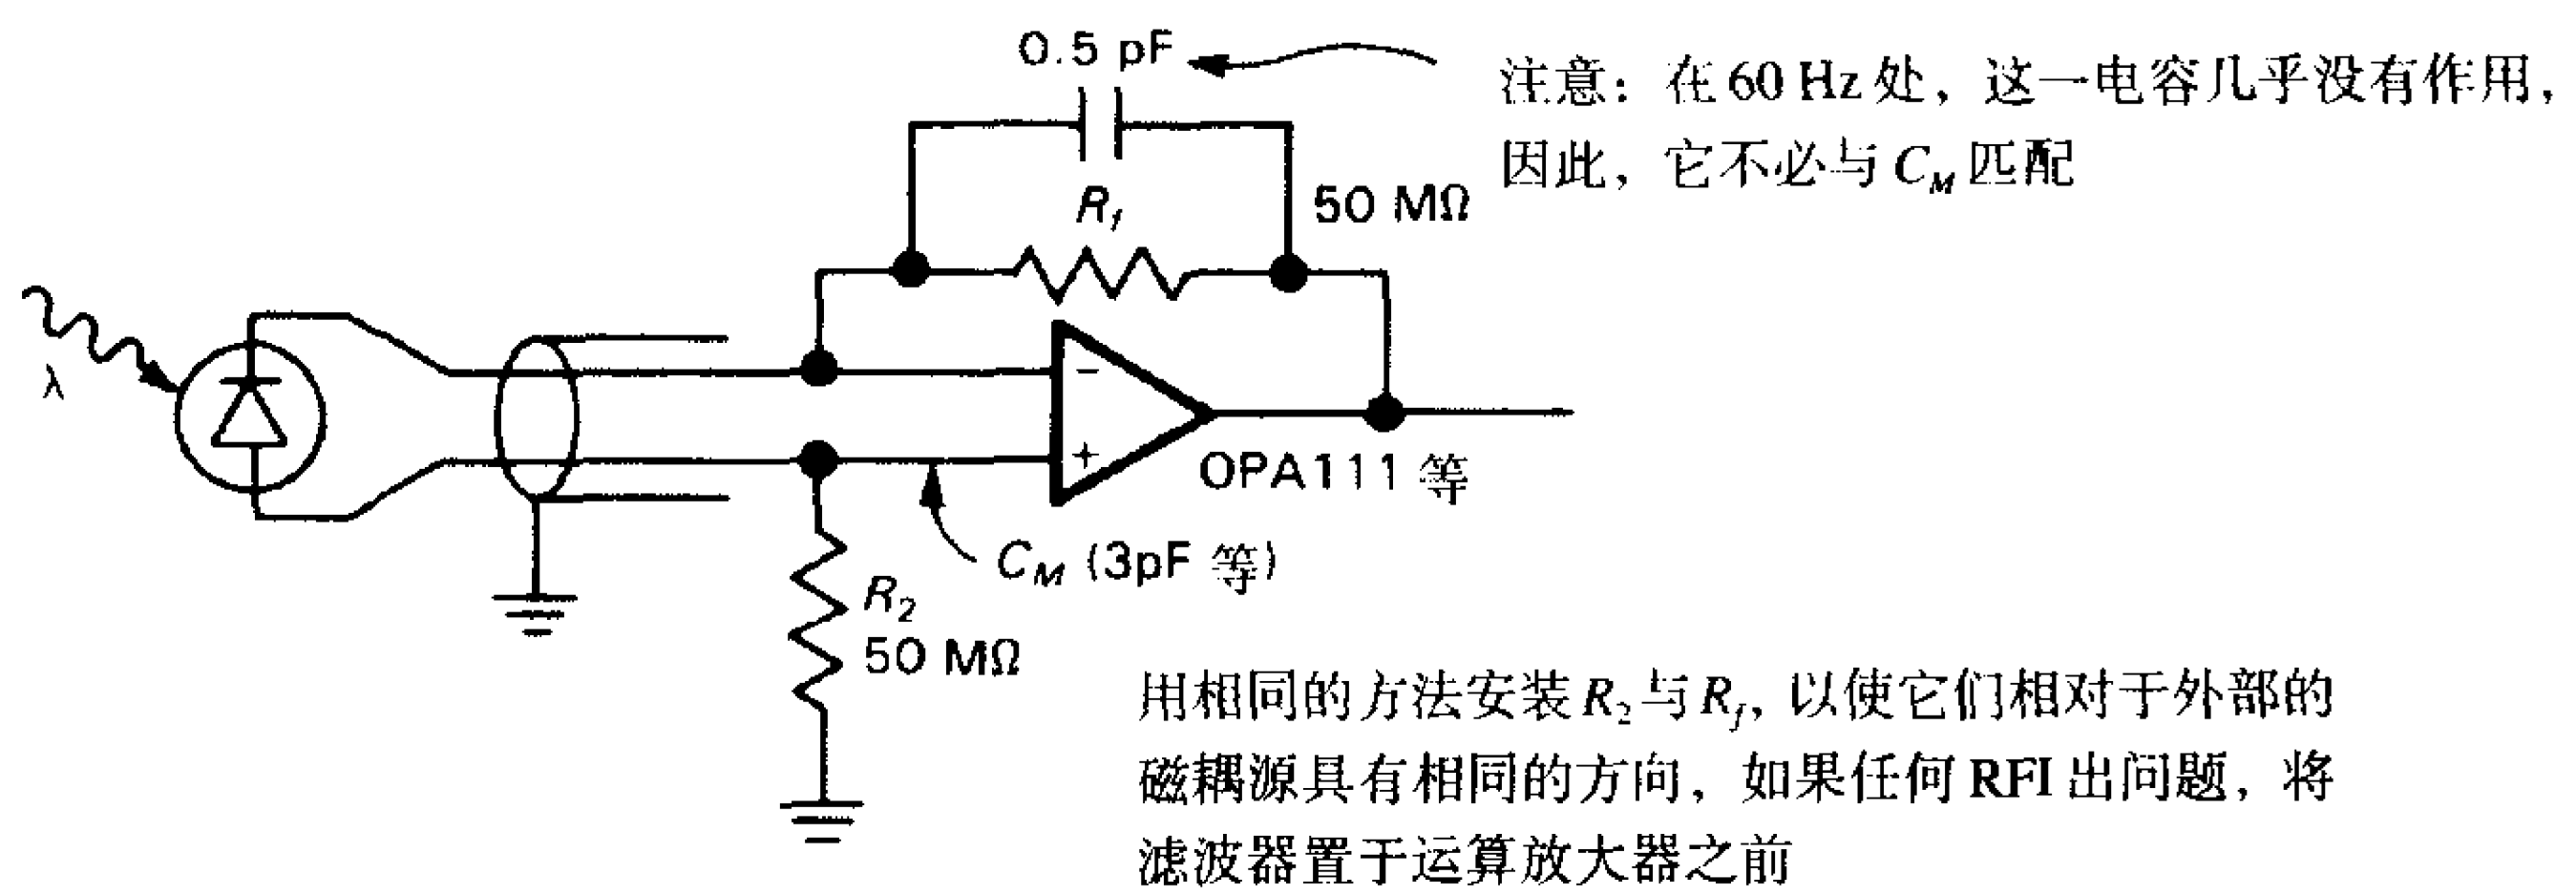 0.5 pF
注意：在 60 Hz 处，这一电容几乎没有作用，
因此，它不必与 C_M 匹配
R_f
50 MΩ
λ
−
+
OPA111 等
C_M (3pF 等)
R_2
50 MΩ
用相同的方法安装 R_2 与 R_f, 以使它们相对于外部的
磁耦源具有相同的方向，如果任何 RFI 出问题，将
滤波器置于运算放大器之前